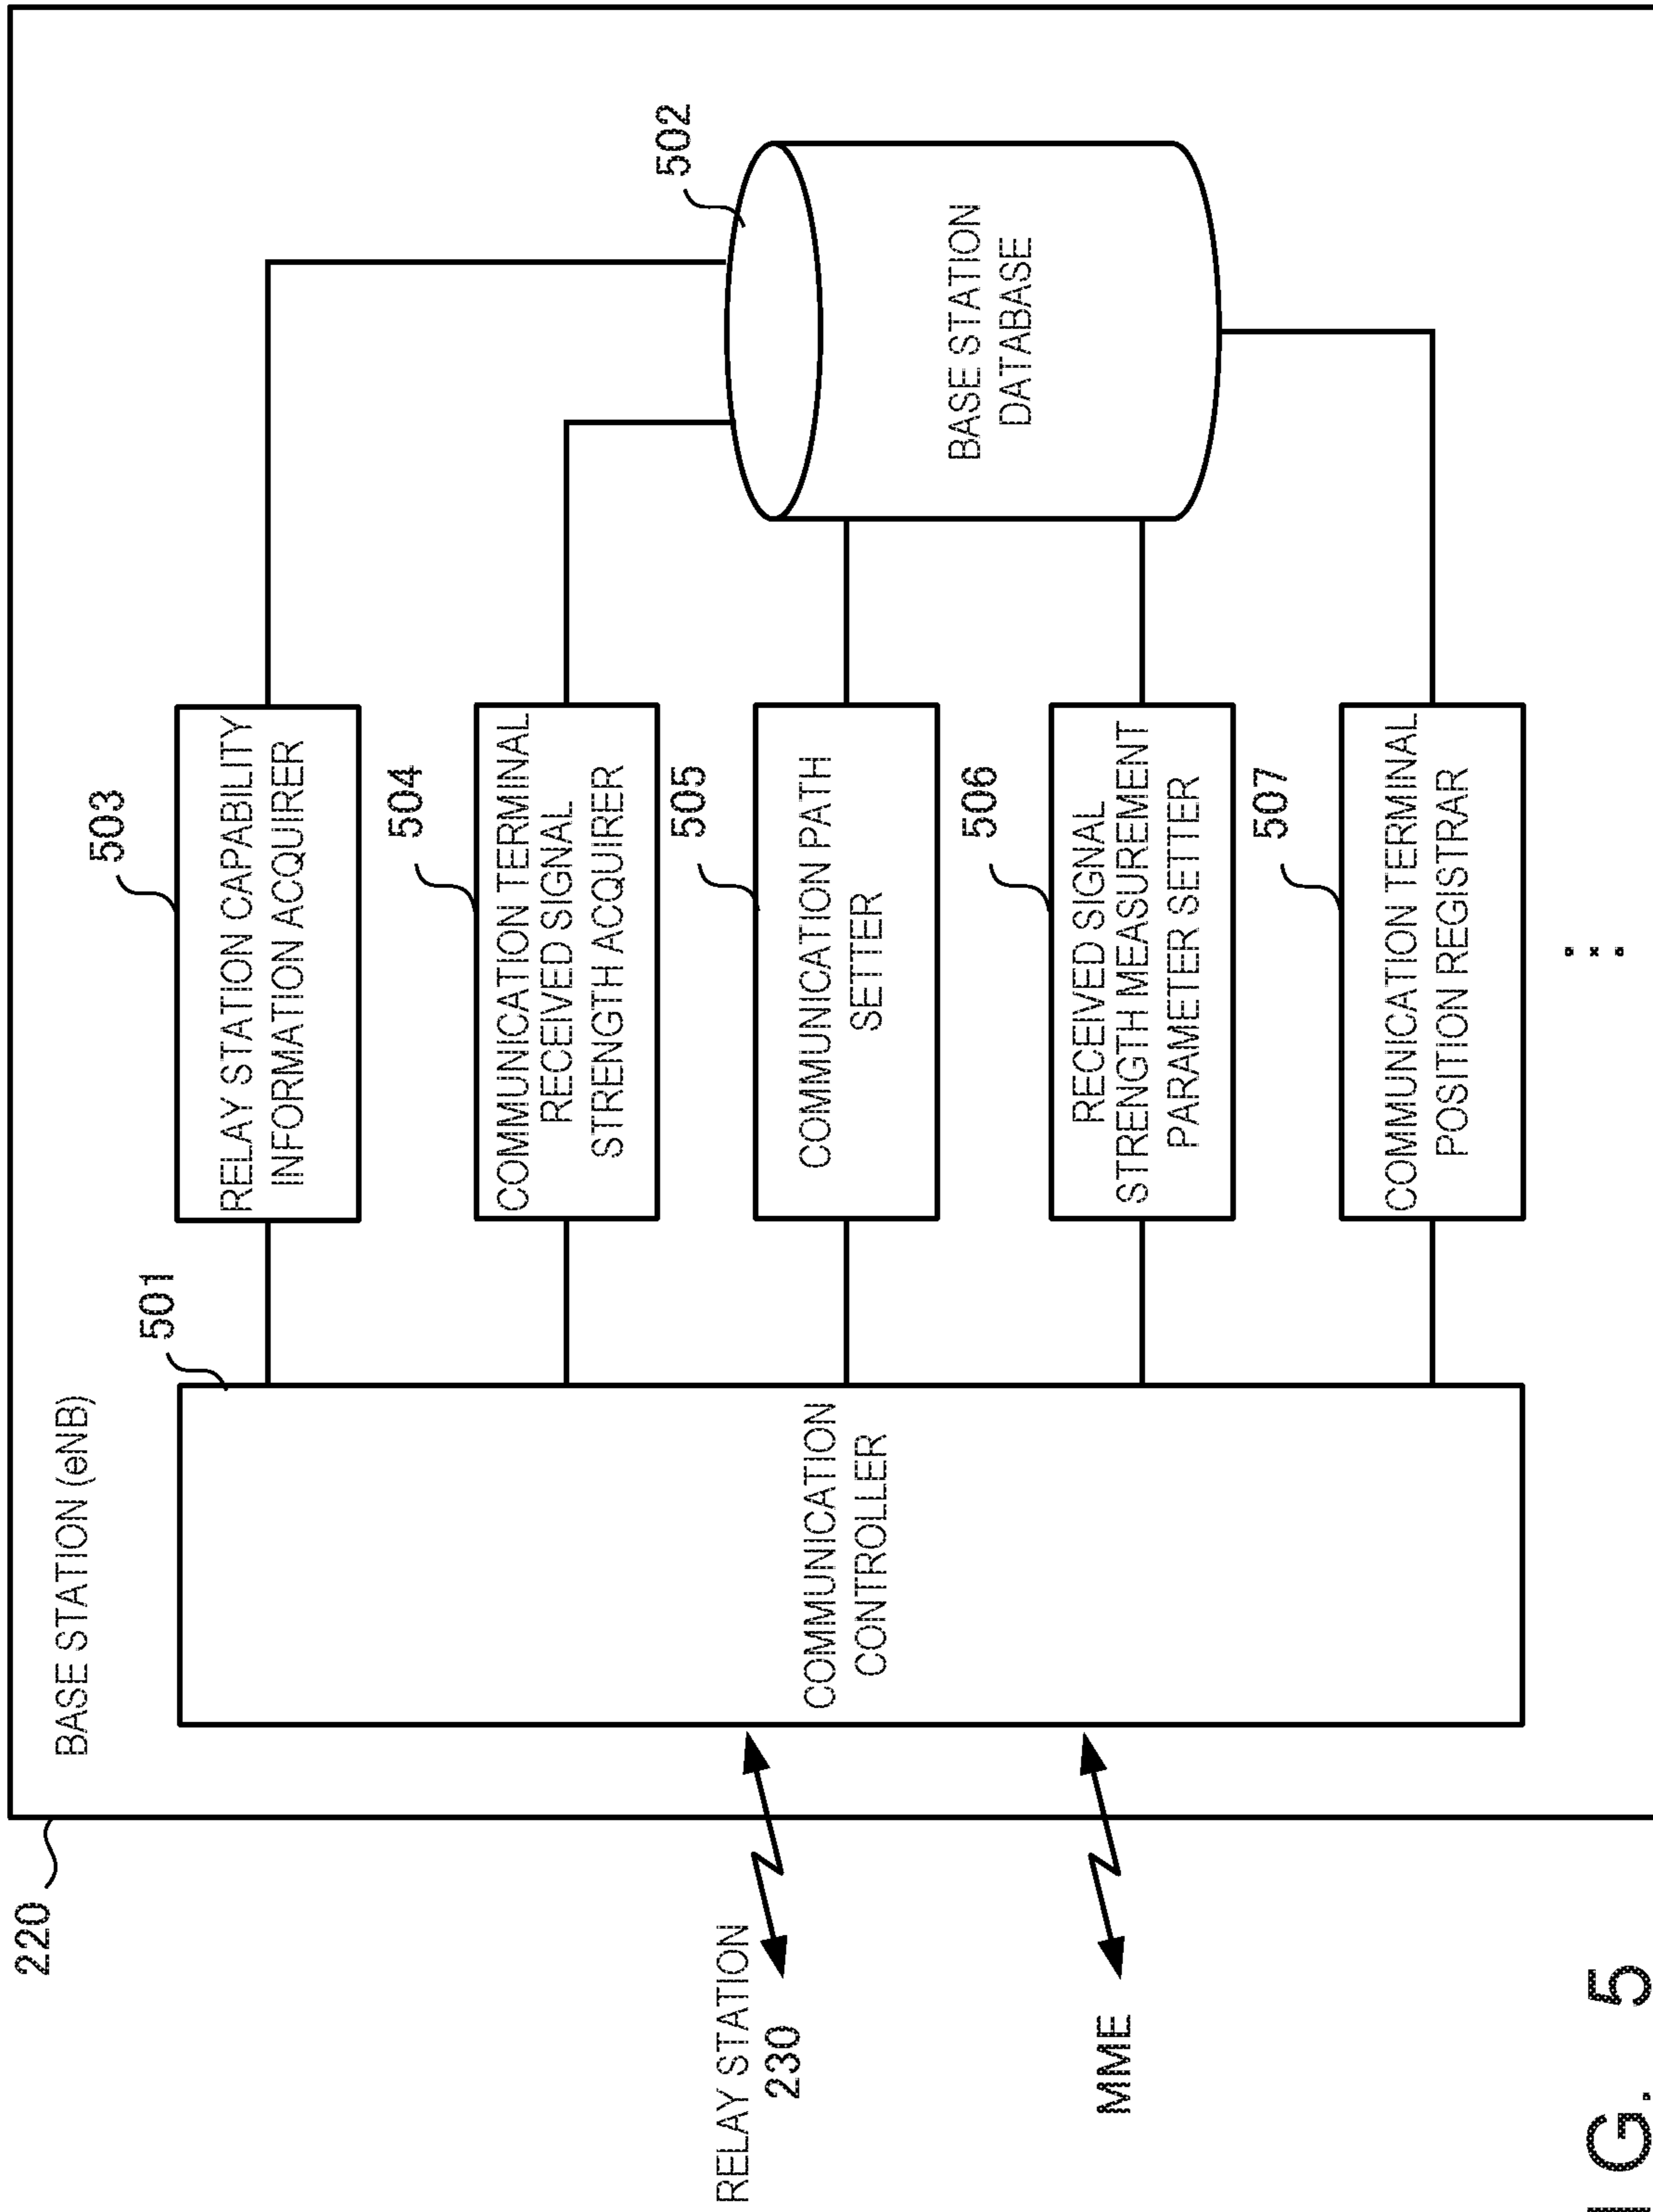 220
BASE STATION (eNB)
501
COMMUNICATION
CONTROLLER
RELAY STATION
230
MME
503
RELAY STATION CAPABILITY
INFORMATION ACQUIRER
504
COMMUNICATION TERMINAL
RECEIVED SIGNAL
STRENGTH ACQUIRER
505
COMMUNICATION PATH
SETTER
506
RECEIVED SIGNAL
STRENGTH MEASUREMENT
PARAMETER SETTER
507
COMMUNICATION TERMINAL
POSITION REGISTRAR
...
502
BASE STATION
DATABASE
IG. 5